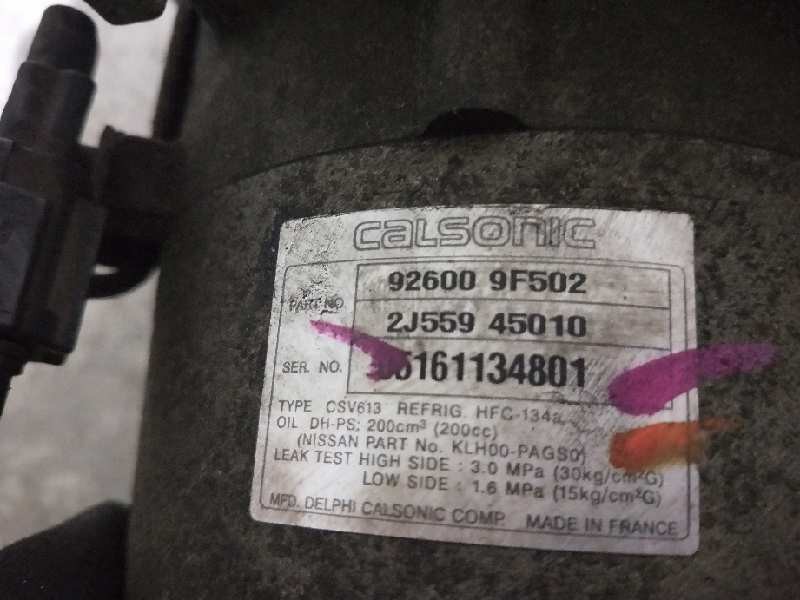 CALSONIC
PART NO. 92600 9F502
2J559 45010
SER. NO. 161134801
TYPE CSV613 REFRIG. HFC-134a
OIL DH-PS: 200cm³ (200cc)
(NISSAN PART No. KLH00-PAGS0)
LEAK TEST HIGH SIDE : 3.0 MPa (30kg/cm²G)
LOW SIDE : 1.6 MPa (15kg/cm²G)
MFD. DELPHI CALSONIC COMP. MADE IN FRANCE